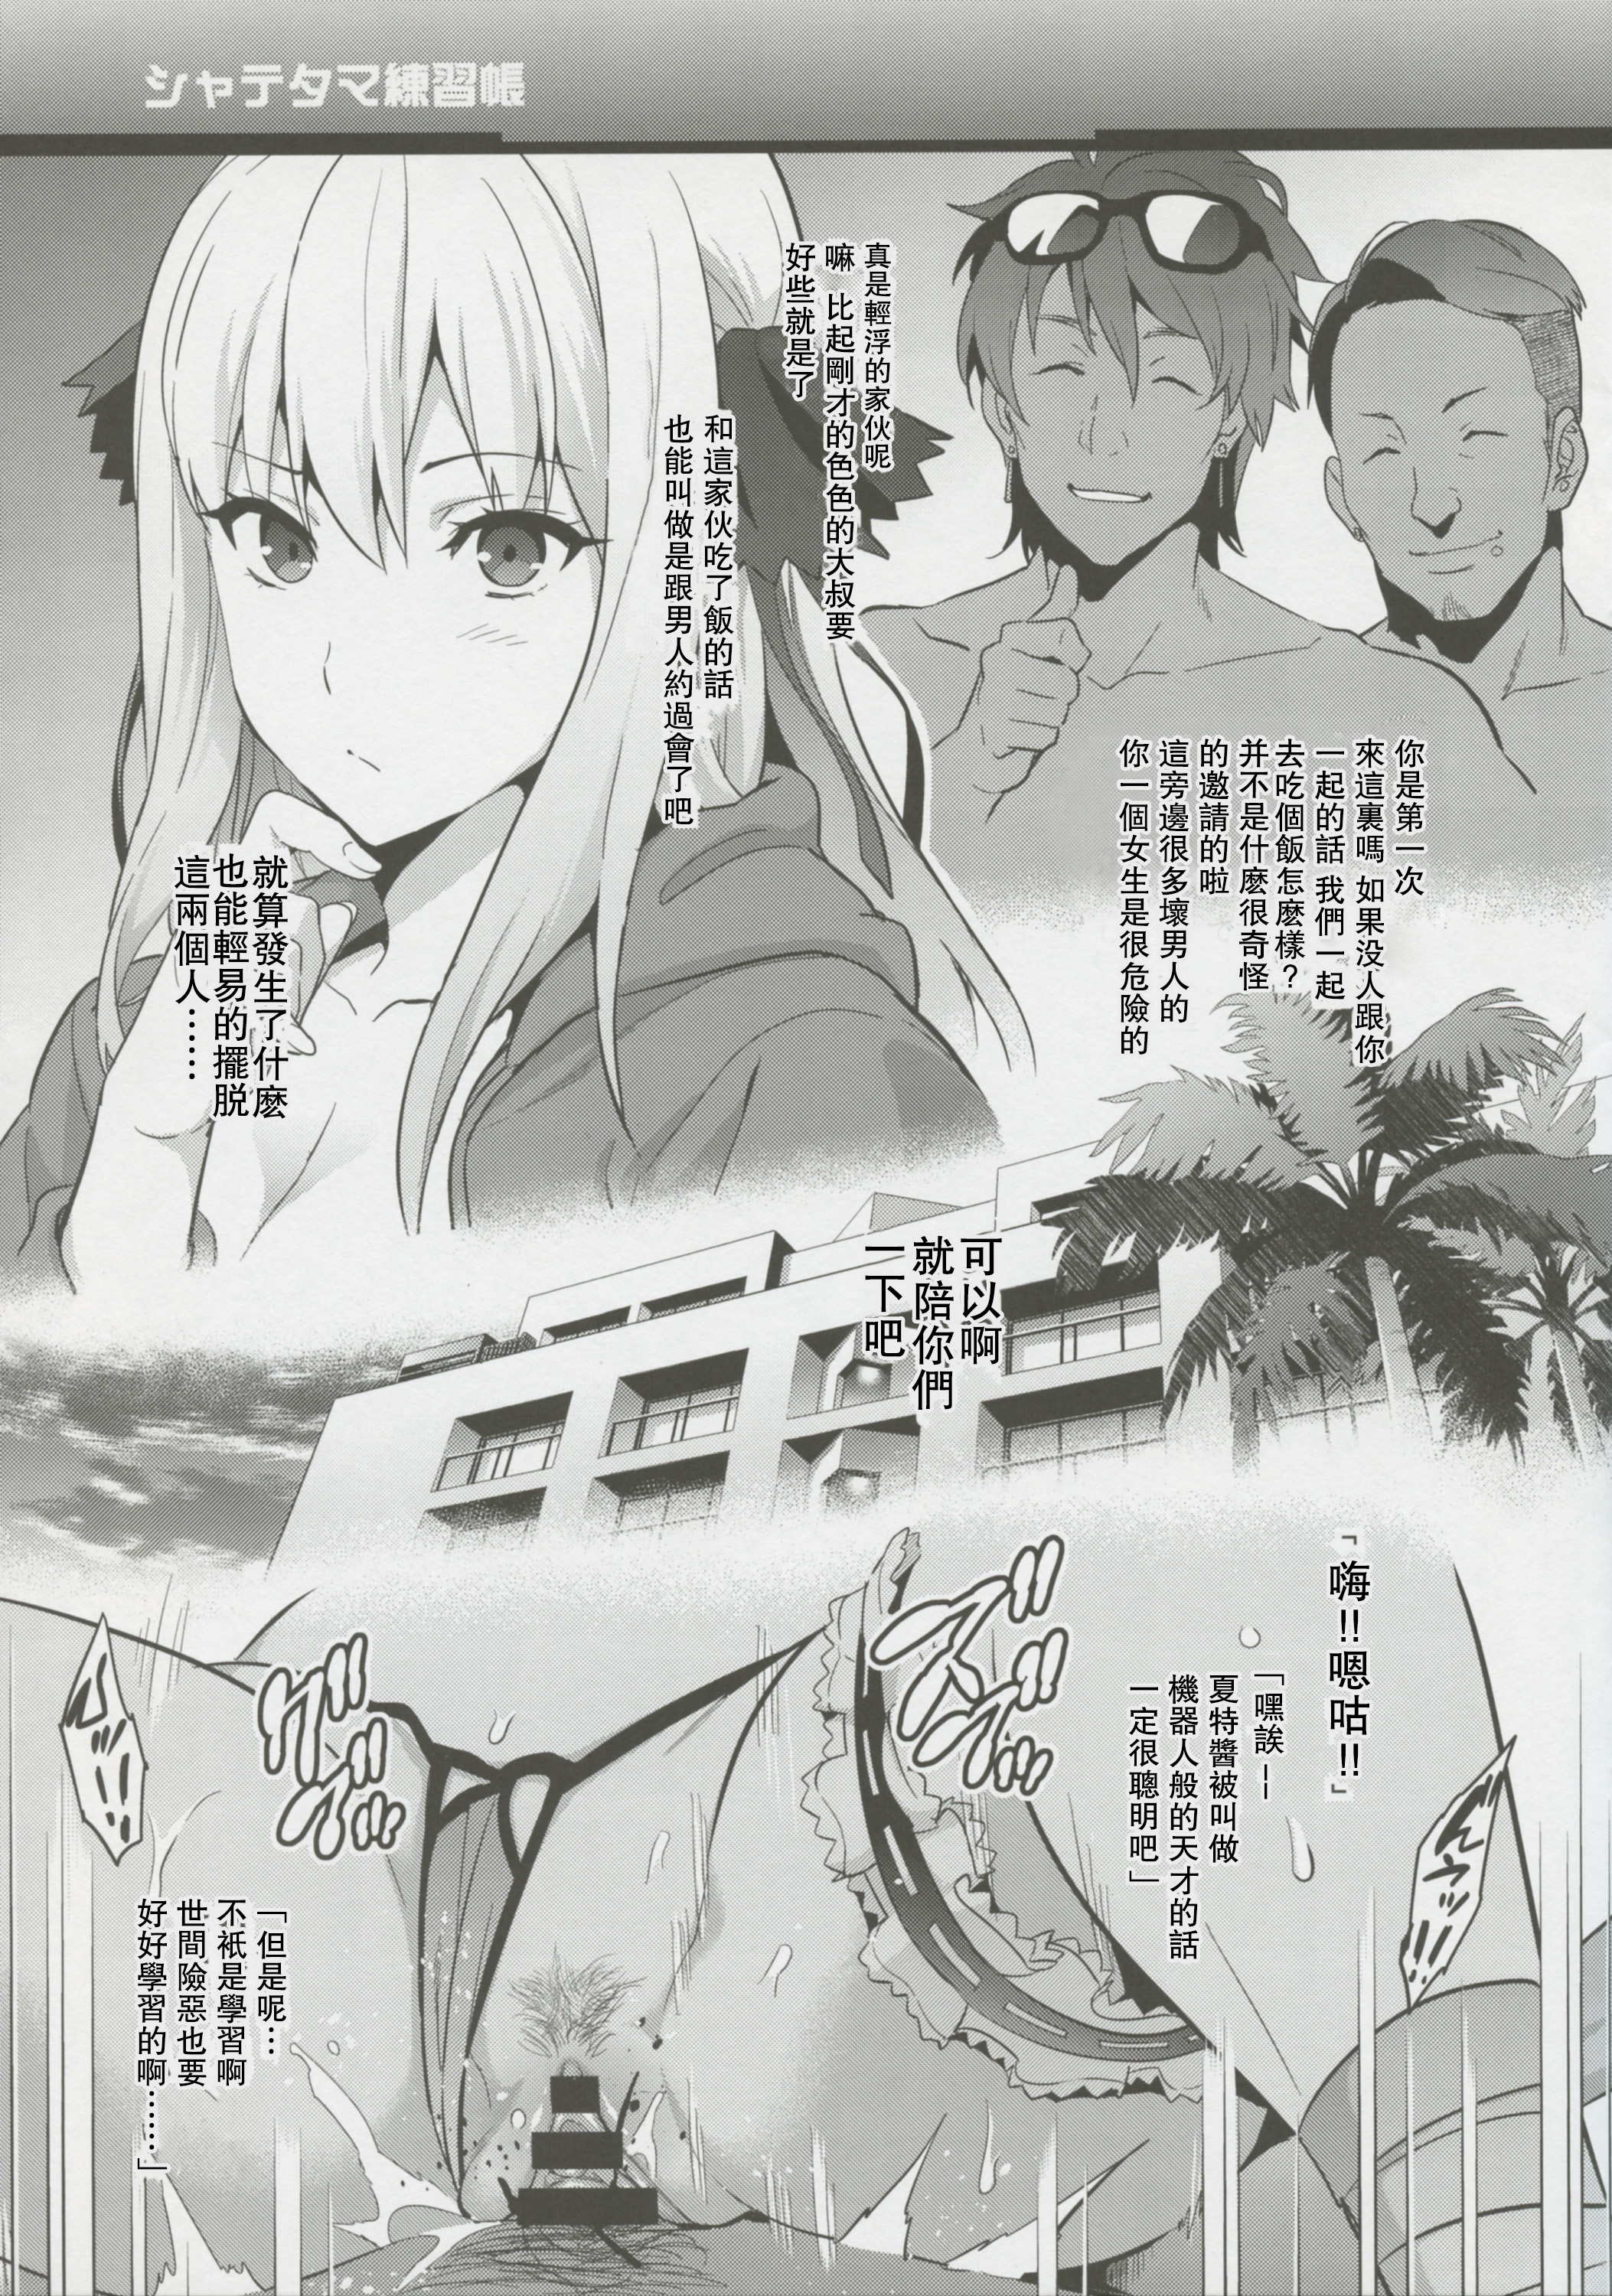 シャテタマ練習帳
你是第一次
來這裏嗎 如果没人跟你
一起的話 我們一起
去吃個飯怎麽樣？
并不是什麽很奇怪
的邀請的啦
這旁邊很多壞男人的
你一個女生是很危險的
真是輕浮的家伙呢
嘛 比起剛才的色色的大叔要
好些就是了
和這家伙吃了飯的話
也能叫做是跟男人約過會了吧
就算發生了什麽
也能輕易的擺脱
這兩個人……
可以啊
就陪你們
一下吧
「嗨!!嗯咕!!」
「嘿誒——
夏特醬被叫做
機器人般的天才的話
一定很聰明吧」
「但是呢…
不衹是學習啊
世間險惡也要
好好學習的啊……」